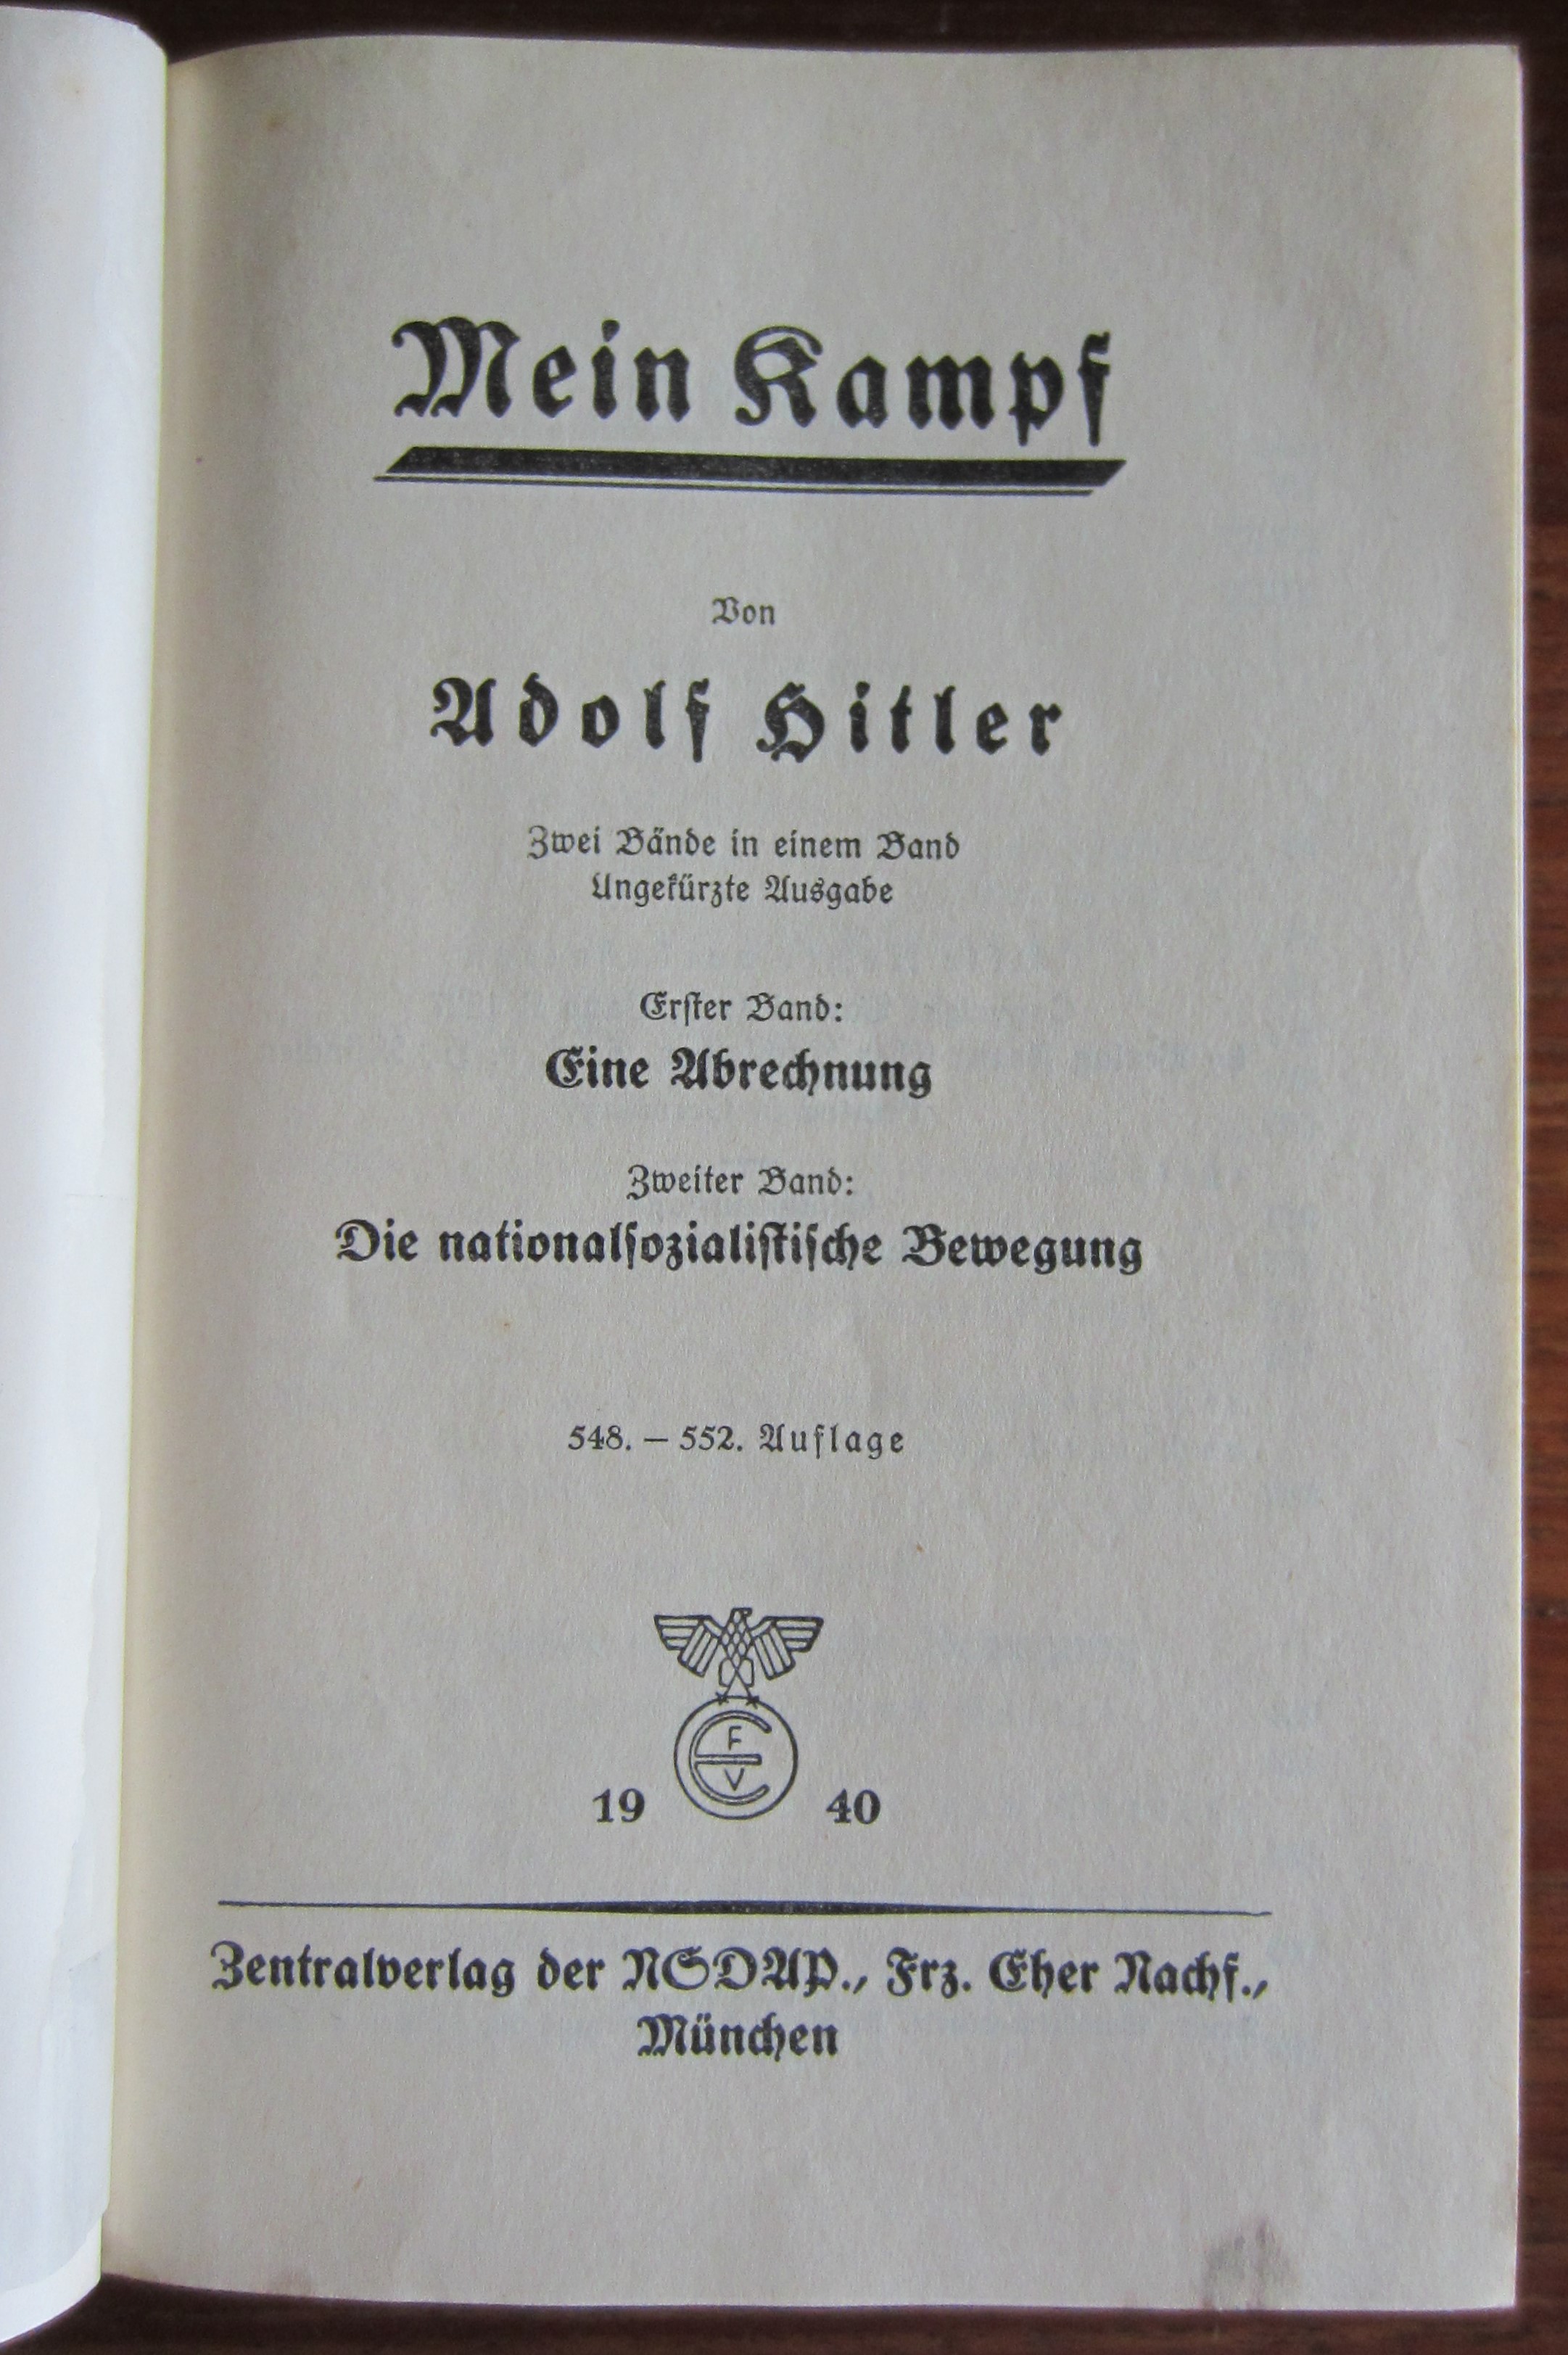 Mein Kampf
Von
Adolf Hitler
Zwei Bände in einem Band
Ungekürzte Ausgabe
Erſter Band:
Eine Abrechnung
Zweiter Band:
Die nationalſozialiſtiſche Bewegung
548. – 552. Auflage
F
E
V
19 40
Zentralverlag der NSDAP., Frz. Eher Nachf.,
München